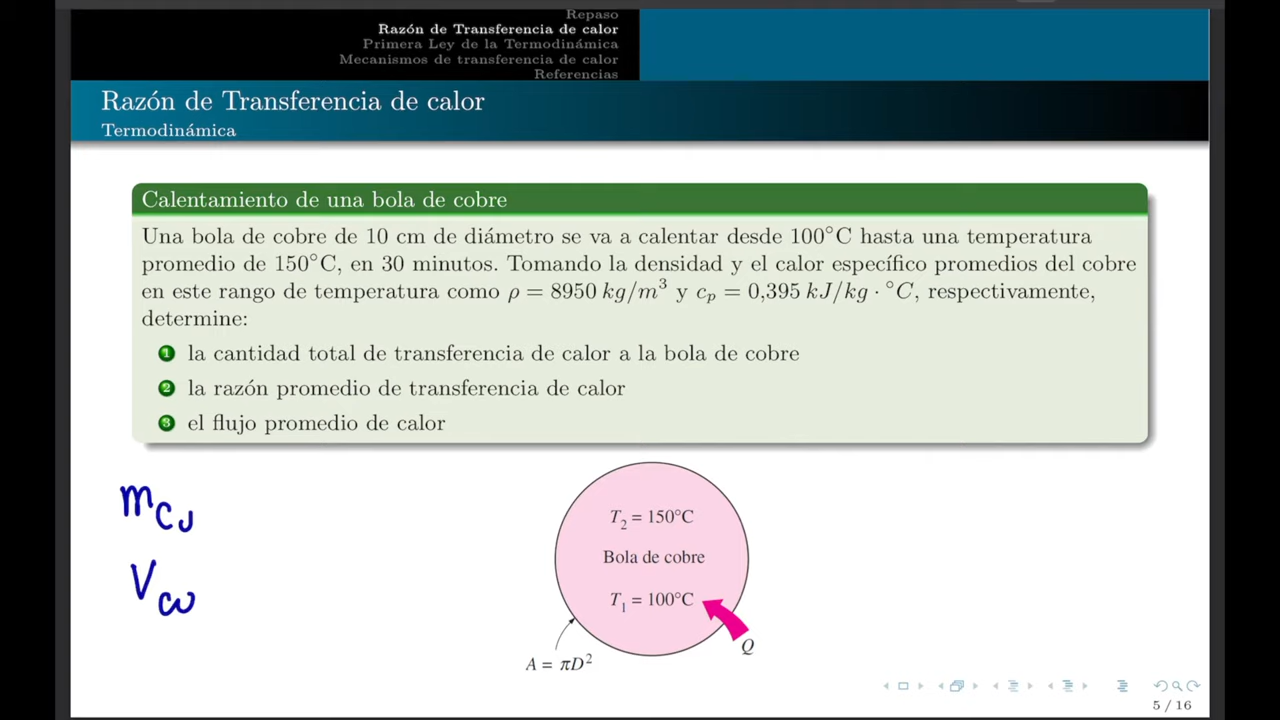 Repaso
Razón de Transferencia de calor
Primera Ley de la Termodinámica
Mecanismos de transferencia de calor
Referencias
Razón de Transferencia de calor
Termodinámica
Calentamiento de una bola de cobre
Una bola de cobre de 10 cm de diámetro se va a calentar desde 100°C hasta una temperatura
promedio de 150°C, en 30 minutos. Tomando la densidad y el calor específico promedios del cobre
en este rango de temperatura como ρ = 8950 kg/m³ y cₚ = 0,395 kJ/kg · °C, respectivamente,
determine:
1 la cantidad total de transferencia de calor a la bola de cobre
2 la razón promedio de transferencia de calor
3 el flujo promedio de calor
m_cu
V_cu
T₂ = 150°C
Bola de cobre
T₁ = 100°C
Q
A = πD²
5 / 16